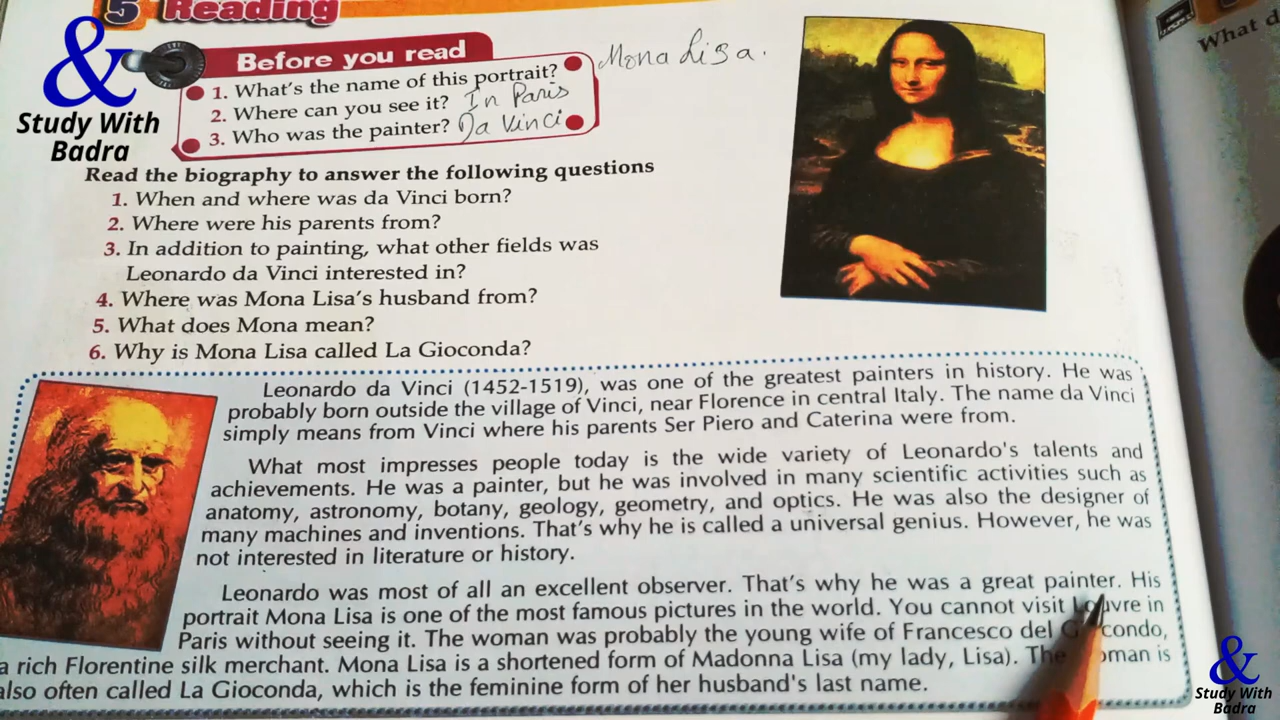 5 Reading
&
Study With
Badra
Before you read
1. What's the name of this portrait? Mona Lisa.
2. Where can you see it? In Paris
3. Who was the painter? Da Vinci
Read the biography to answer the following questions
1. When and where was da Vinci born?
2. Where were his parents from?
3. In addition to painting, what other fields was
Leonardo da Vinci interested in?
4. Where was Mona Lisa's husband from?
5. What does Mona mean?
6. Why is Mona Lisa called La Gioconda?
Leonardo da Vinci (1452-1519), was one of the greatest painters in history. He was
probably born outside the village of Vinci, near Florence in central Italy. The name da Vinci
simply means from Vinci where his parents Ser Piero and Caterina were from.
What most impresses people today is the wide variety of Leonardo's talents and
achievements. He was a painter, but he was involved in many scientific activities such as
anatomy, astronomy, botany, geology, geometry, and optics. He was also the designer of
many machines and inventions. That's why he is called a universal genius. However, he was
not interested in literature or history.
Leonardo was most of all an excellent observer. That's why he was a great painter. His
portrait Mona Lisa is one of the most famous pictures in the world. You cannot visit Louvre in
Paris without seeing it. The woman was probably the young wife of Francesco del
a rich Florentine silk merchant. Mona Lisa is a shortened form of Madonna Lisa (my lady, Lisa). The woman is
also often called La Gioconda, which is the feminine form of her husband's last name.
What d
&
Study With
Badra